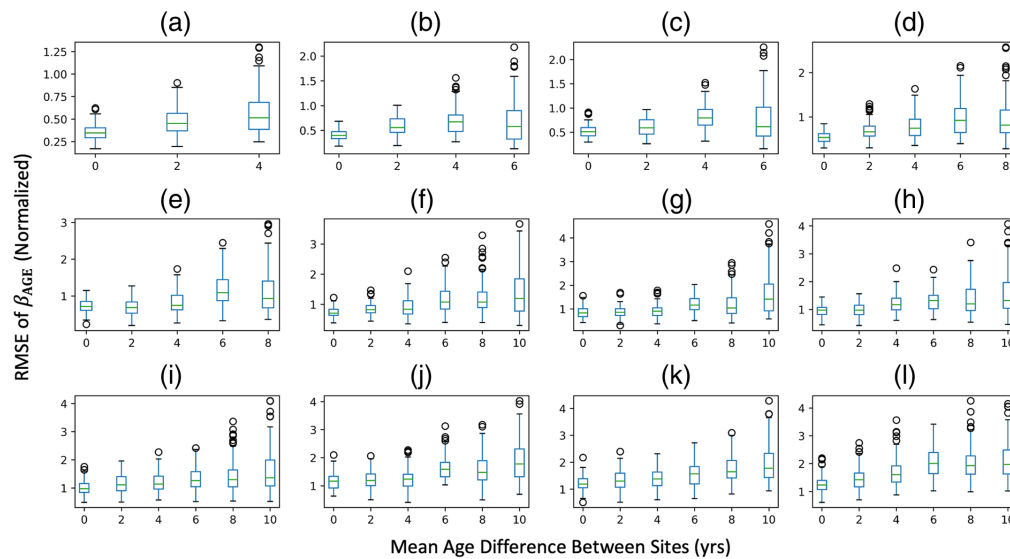 (a) (b) (c) (d)
1.25
1.00
0.75
0.50
0.25
0 2 4
2.0
1.5
1.0
0.5
0 2 4 6
2.0
1.5
1.0
0.5
0 2 4 6
2
1
0 2 4 6 8
(e) (f) (g) (h)
3
2
1
0 2 4 6 8
3
2
1
0 2 4 6 8 10
4
3
2
1
0 2 4 6 8 10
4
3
2
1
0 2 4 6 8 10
(i) (j) (k) (l)
4
3
2
1
0 2 4 6 8 10
4
3
2
1
0 2 4 6 8 10
4
3
2
1
0 2 4 6 8 10
4
3
2
1
0 2 4 6 8 10
RMSE of β_AGE (Normalized)
Mean Age Difference Between Sites (yrs)